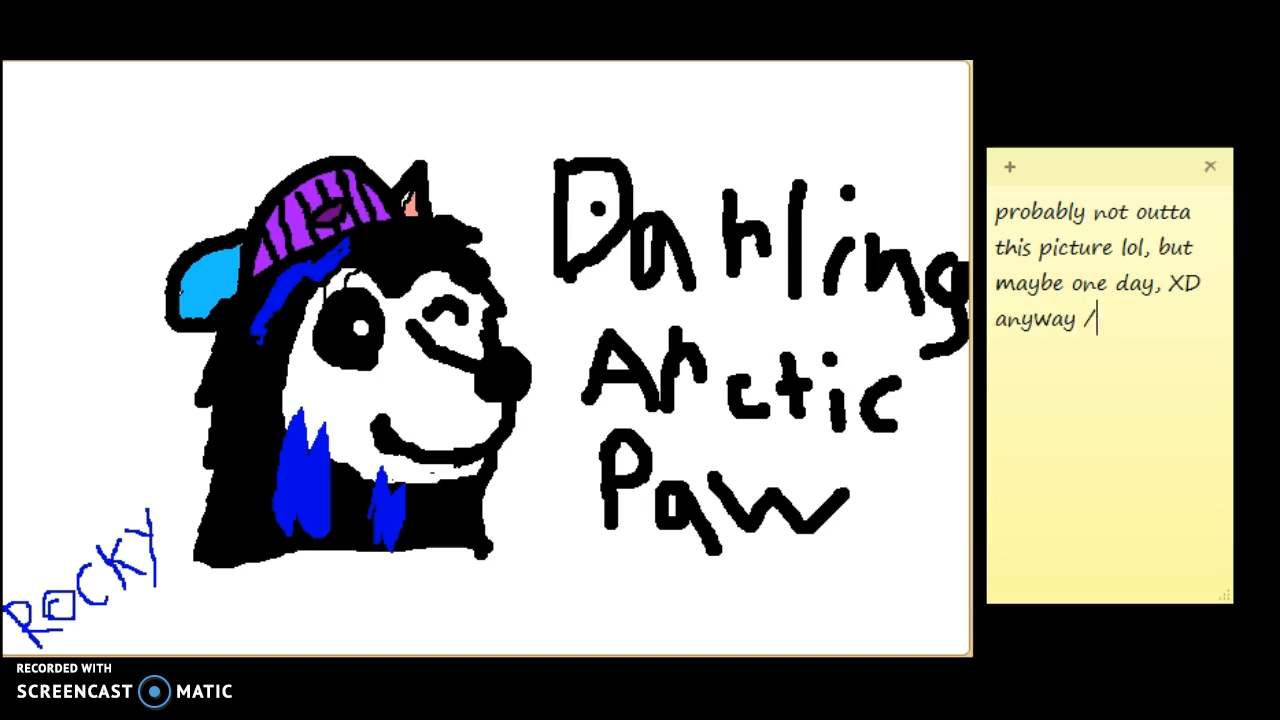 Darling
Arctic
Paw
ROCKY
probably not outta
this picture lol, but
maybe one day, XD
anyway /
RECORDED WITH
SCREENCAST MATIC